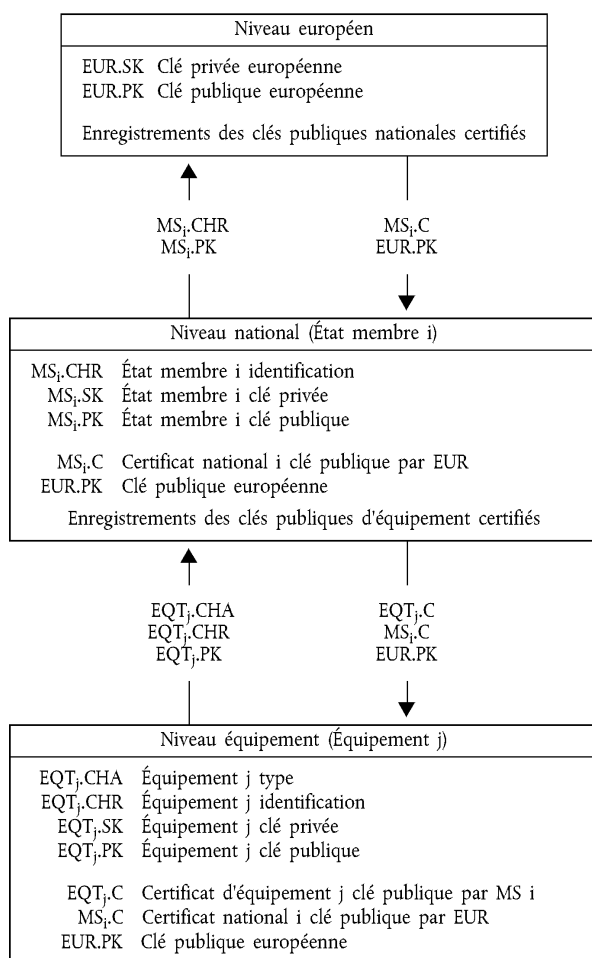 Niveau européen
EUR.SK Clé privée européenne
EUR.PK Clé publique européenne
Enregistrements des clés publiques nationales certifiés
MSi.CHR
MSi.PK
MSi.C
EUR.PK
Niveau national (État membre i)
MSi.CHR État membre i identification
MSi.SK État membre i clé privée
MSi.PK État membre i clé publique
MSi.C Certificat national i clé publique par EUR
EUR.PK Clé publique européenne
Enregistrements des clés publiques d'équipement certifiés
EQTj.CHA
EQTj.CHR
EQTj.PK
EQTj.C
MSi.C
EUR.PK
Niveau équipement (Équipement j)
EQTj.CHA Équipement j type
EQTj.CHR Équipement j identification
EQTj.SK Équipement j clé privée
EQTj.PK Équipement j clé publique
EQTj.C Certificat d'équipement j clé publique par MS i
MSi.C Certificat national i clé publique par EUR
EUR.PK Clé publique européenne